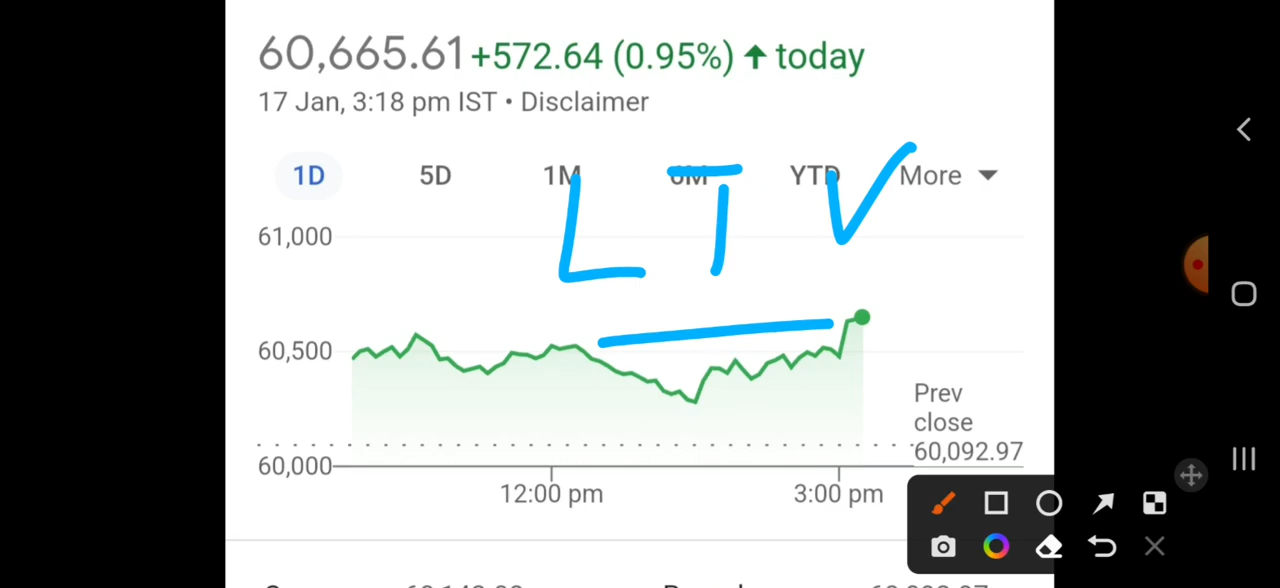 60,665.61 +572.64 (0.95%) ↑ today
17 Jan, 3:18 pm IST • Disclaimer
1D 5D 1M 6M YTD More
LTV
61,000
60,500
Prev
close
60,092.97
60,000
12:00 pm 3:00 pm